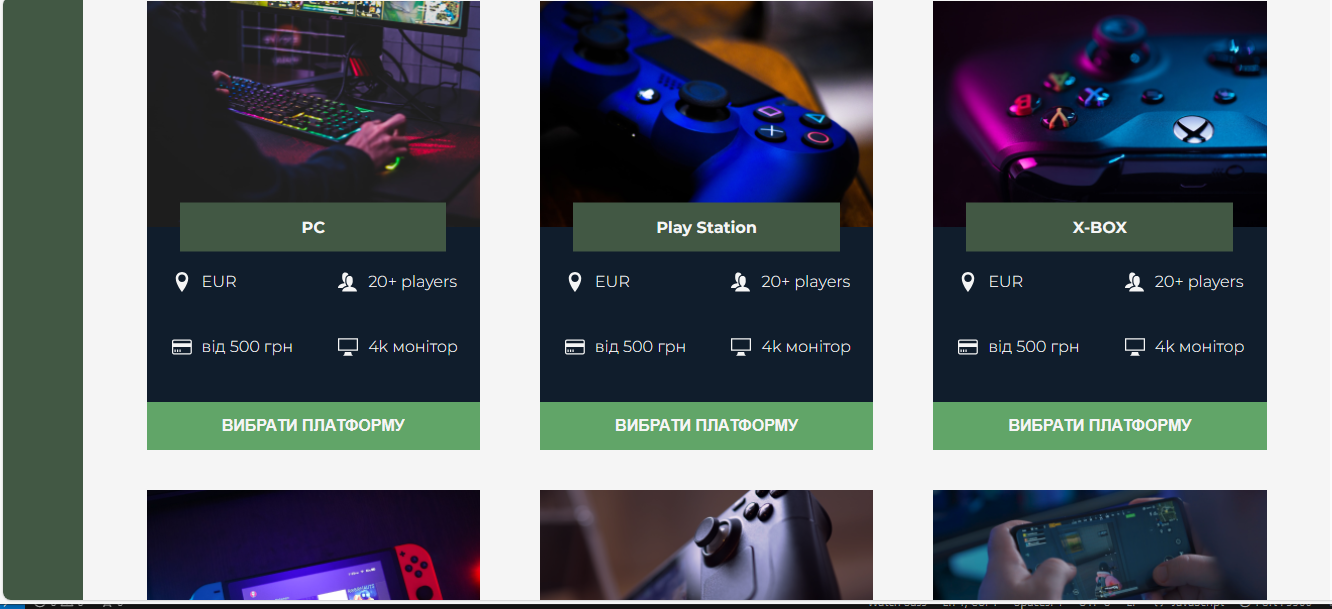 PC
Play Station
X-BOX
EUR
20+ players
EUR
20+ players
EUR
20+ players
від 500 грн
4k монітор
від 500 грн
4k монітор
від 500 грн
4k монітор
ВИБРАТИ ПЛАТФОРМУ
ВИБРАТИ ПЛАТФОРМУ
ВИБРАТИ ПЛАТФОРМУ